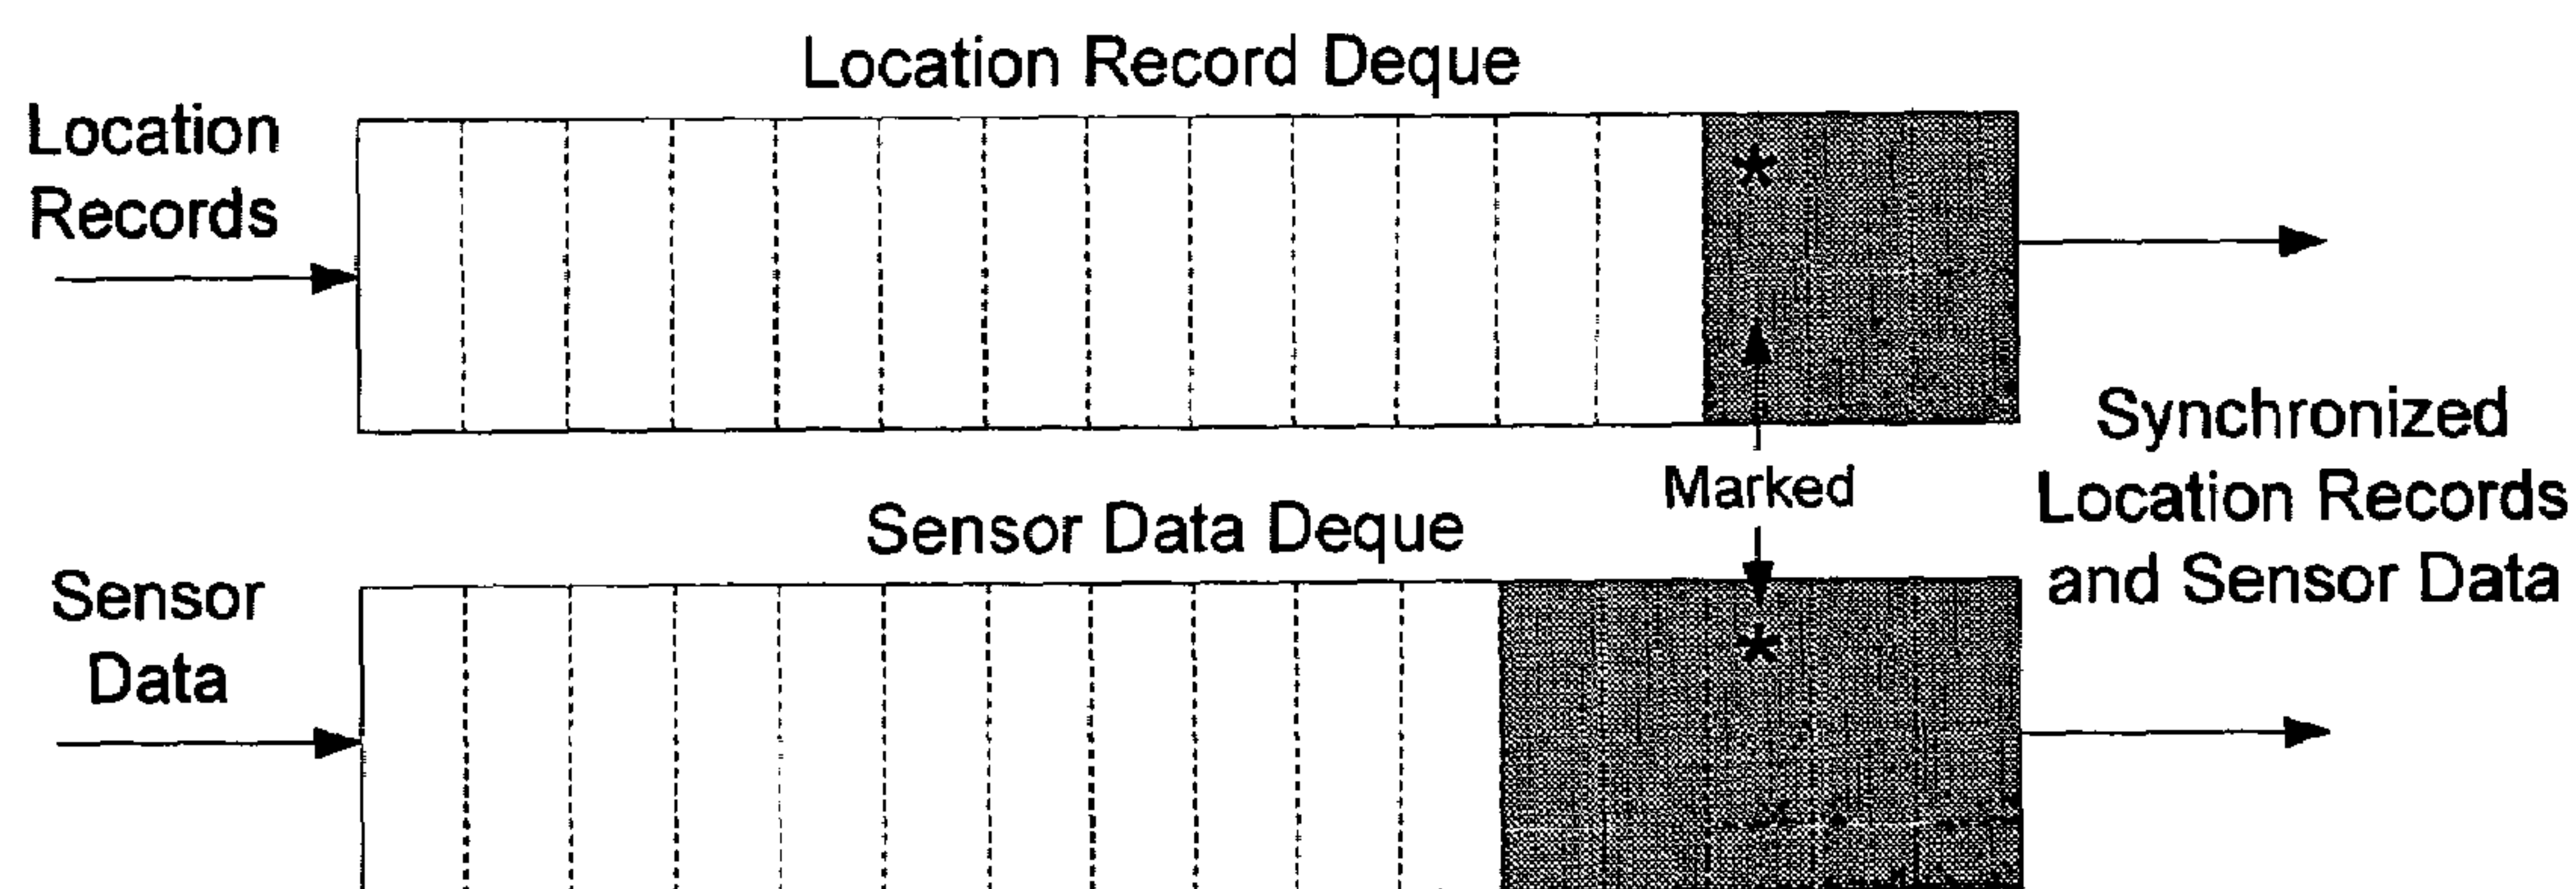 Location Record Deque
Location
Records
*
Marked
Synchronized
Location Records
and Sensor Data
Sensor Data Deque
Sensor
Data
*